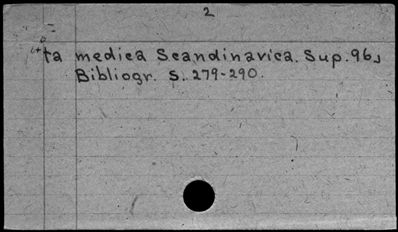 2
ta medica Scandinavica. Sup. 96,
Bibliogr. S. 279-290.